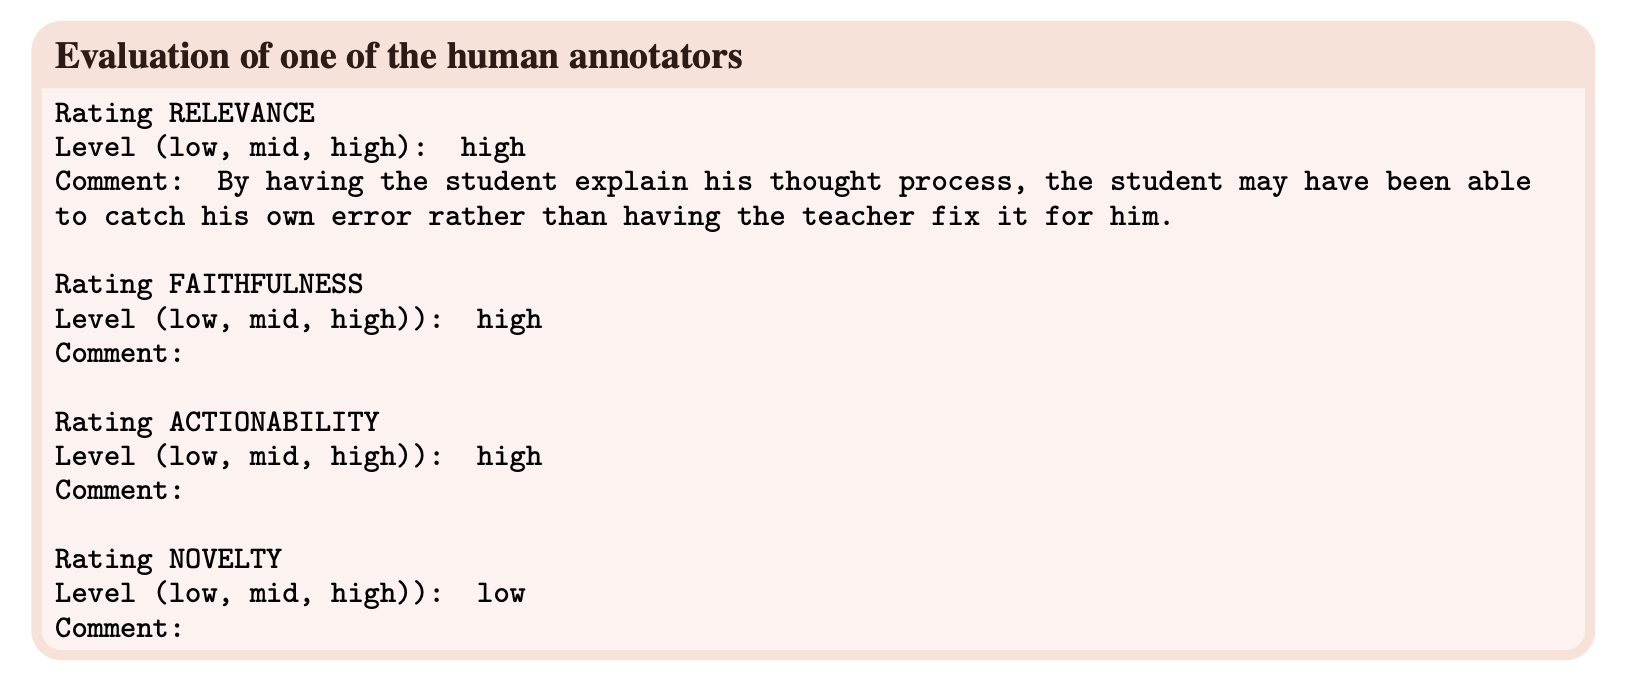 Evaluation of one of the human annotators
Rating RELEVANCE
Level (low, mid, high): high
Comment: By having the student explain his thought process, the student may have been able
to catch his own error rather than having the teacher fix it for him.
Rating FAITHFULNESS
Level (low, mid, high)): high
Comment:
Rating ACTIONABILITY
Level (low, mid, high)): high
Comment:
Rating NOVELTY
Level (low, mid, high)): low
Comment: